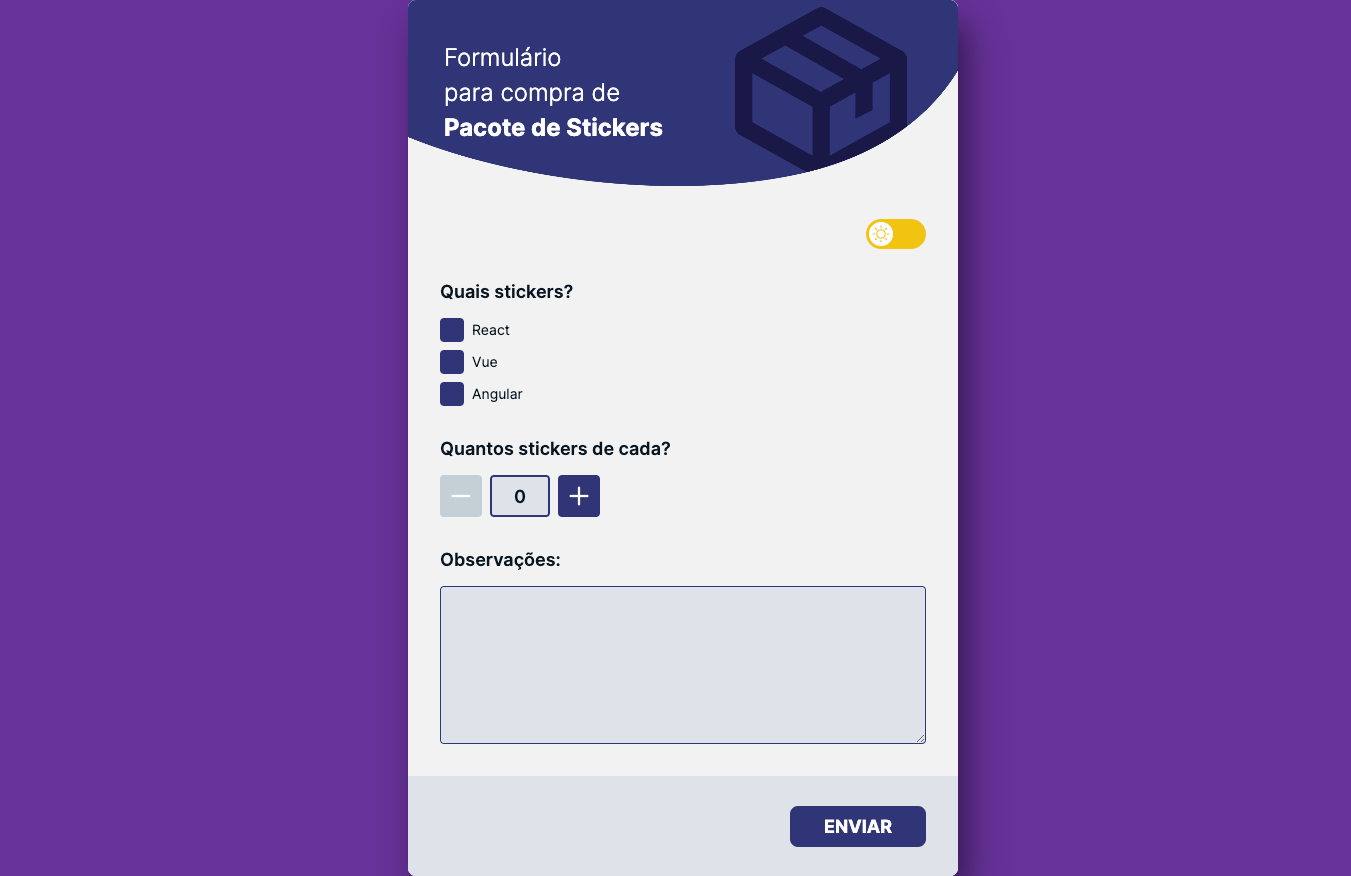 Formulário
para compra de
Pacote de Stickers
Quais stickers?
React
Vue
Angular
Quantos stickers de cada?
0
Observações:
ENVIAR